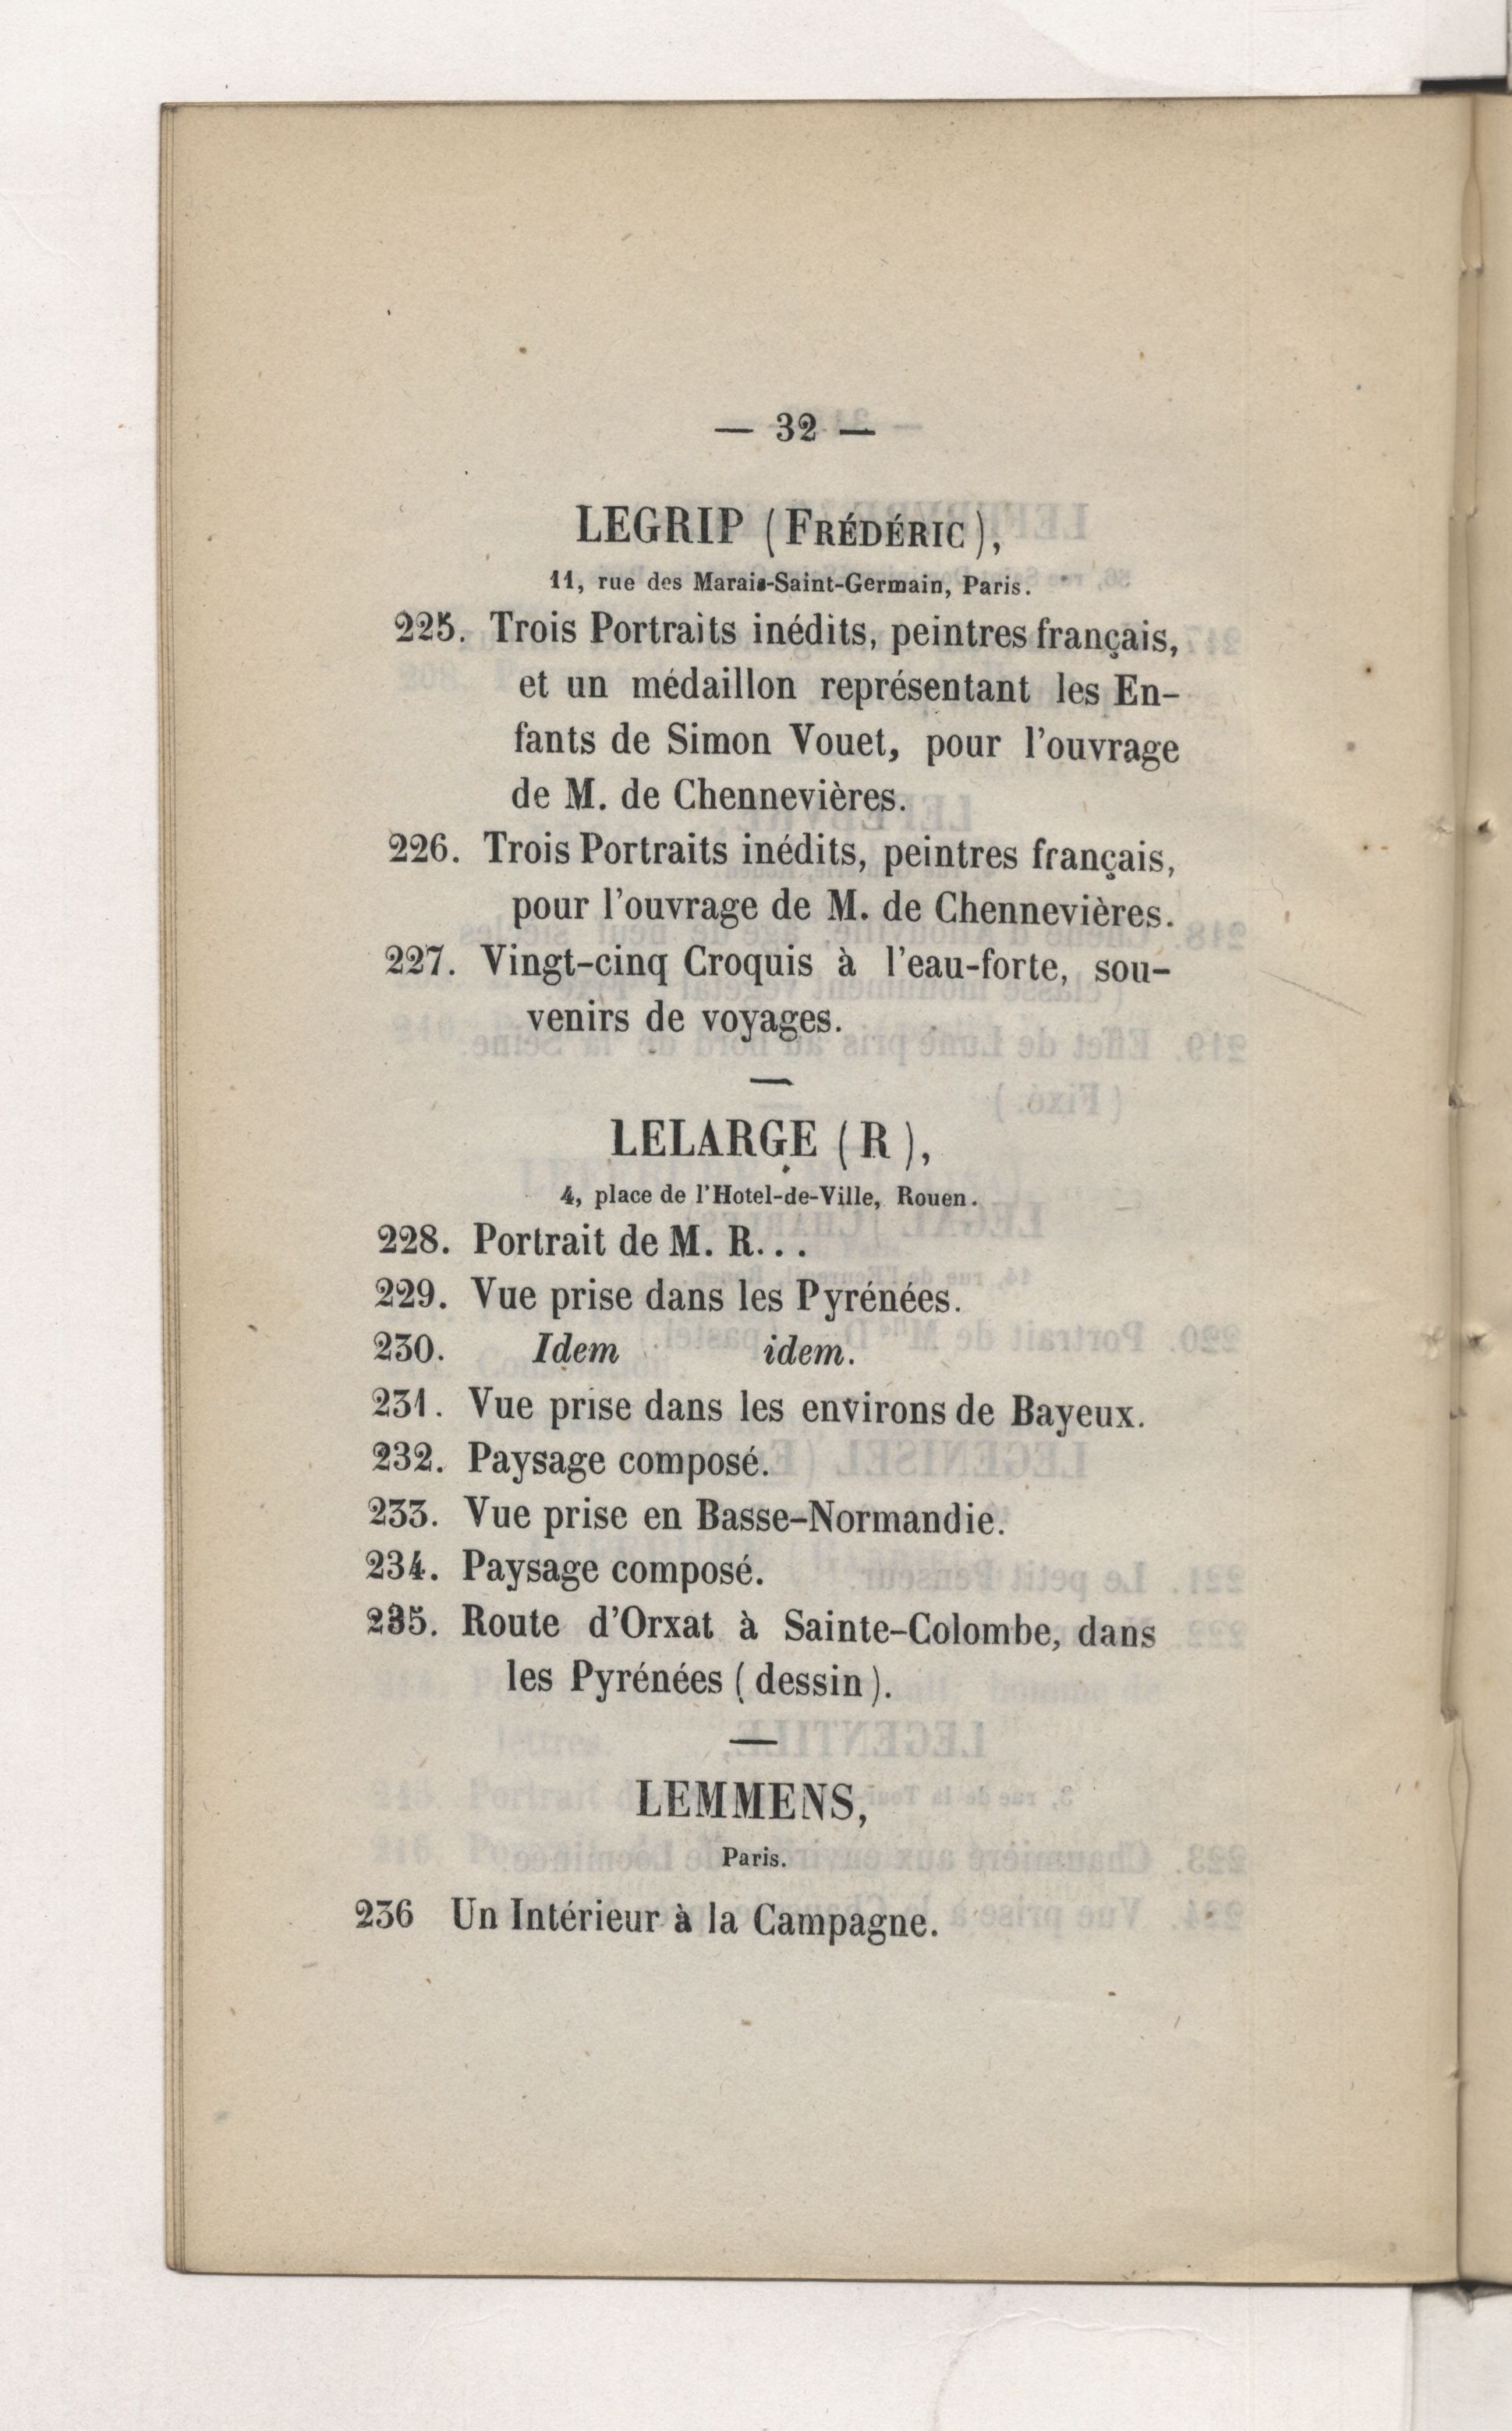 — 32 —
LEGRIP (FRÉDÉRIC),
11, rue des Marais-Saint-Germain, Paris.
225. Trois Portraits inédits, peintres français,
et un médaillon représentant les En-
fants de Simon Vouet, pour l'ouvrage
de M. de Chennevières.
226. Trois Portraits inédits, peintres français,
pour l'ouvrage de M. de Chennevières.
227. Vingt-cinq Croquis à l'eau-forte, sou-
venirs de voyages.
LELARGE (R),
4, place de l'Hotel-de-Ville, Rouen.
228. Portrait de M. R...
229. Vue prise dans les Pyrénées.
230. Idem idem.
231. Vue prise dans les environs de Bayeux.
232. Paysage composé.
233. Vue prise en Basse-Normandie.
234. Paysage composé.
235. Route d'Orxat à Sainte-Colombe, dans
les Pyrénées (dessin).
LEMMENS,
Paris.
236 Un Intérieur à la Campagne.